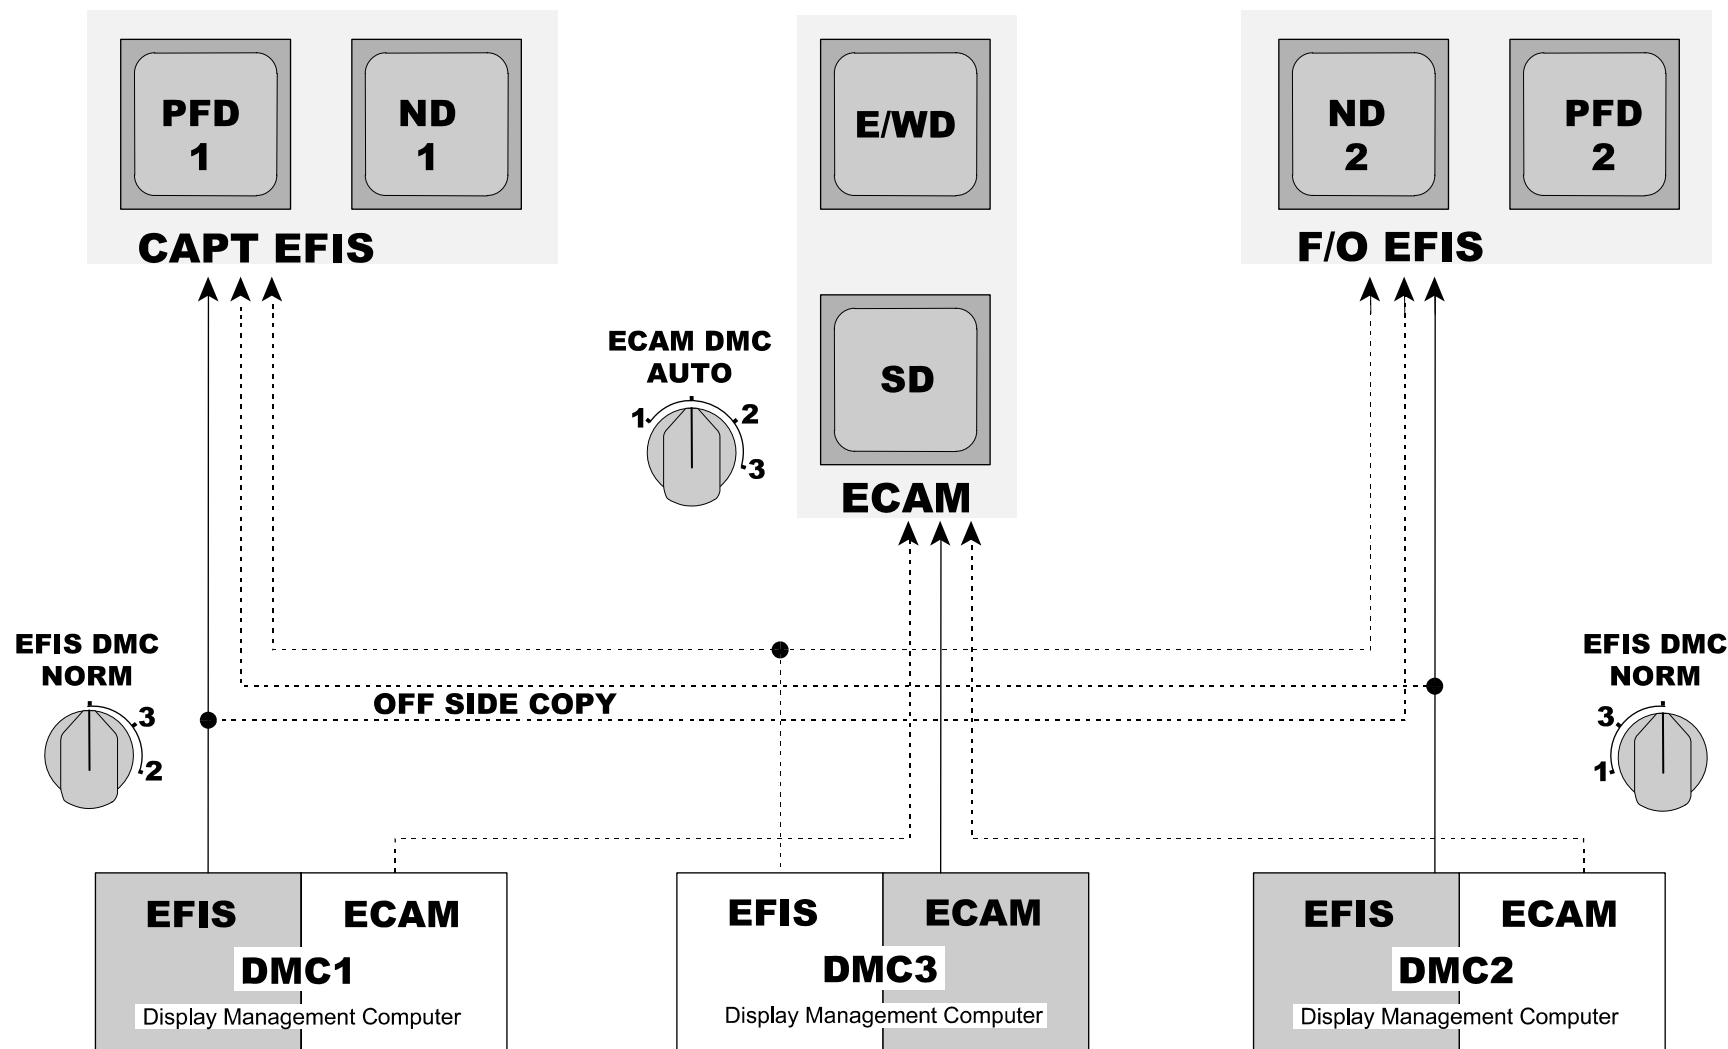 PFD
1
ND
1
CAPT EFIS
E/WD
SD
ECAM
ND
2
PFD
2
F/O EFIS
ECAM DMC
AUTO
1
2
3
EFIS DMC
NORM
3
2
OFF SIDE COPY
EFIS DMC
NORM
3
1
EFIS
ECAM
DMC1
Display Management Computer
EFIS
ECAM
DMC3
Display Management Computer
EFIS
ECAM
DMC2
Display Management Computer